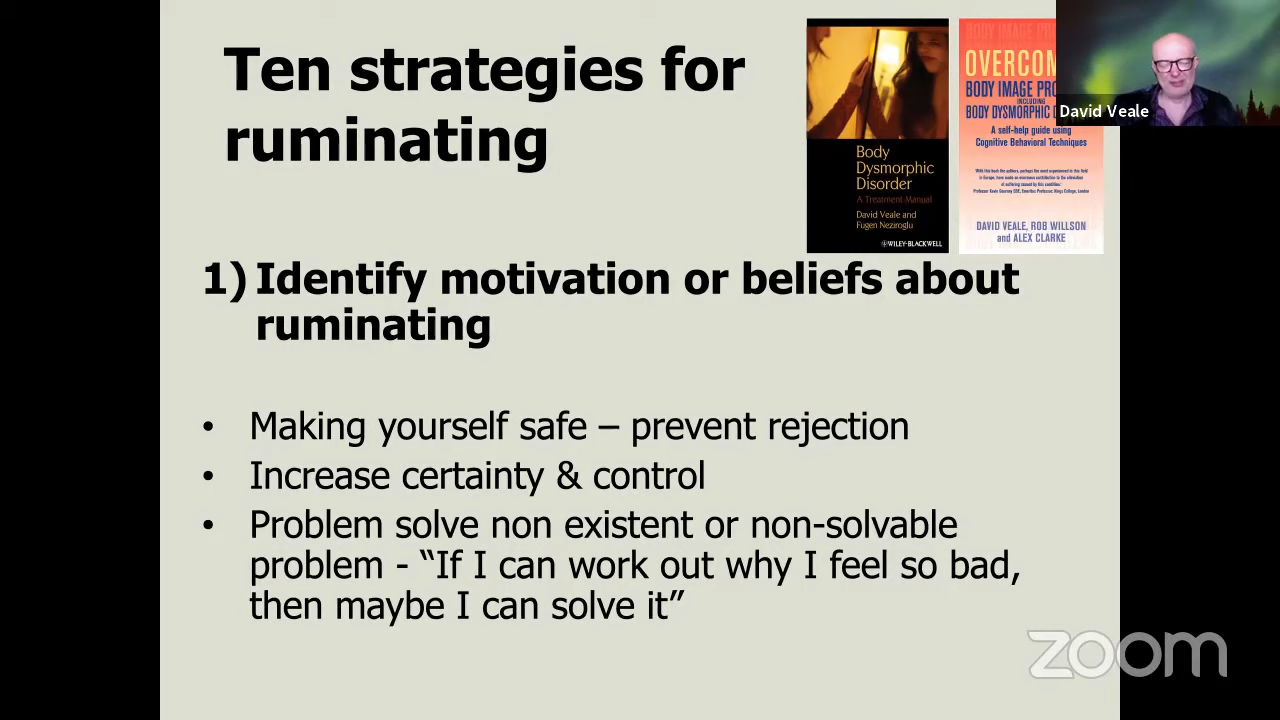 Ten strategies for
ruminating
Body
Dysmorphic
Disorder
A Treatment Manual
David Veale and
Fugen Neziroglu
WILEY-BLACKWELL
BODY IMAGE
OVERCOM
BODY IMAGE PRO
INCLUDING
BODY DYSMORPHIC D
A self-help guide using
Cognitive Behavioral Techniques
DAVID VEALE, ROB WILLSON
and ALEX CLARKE
David Veale
1) Identify motivation or beliefs about
ruminating
• Making yourself safe – prevent rejection
• Increase certainty & control
• Problem solve non existent or non-solvable
problem - “If I can work out why I feel so bad,
then maybe I can solve it”
zoom